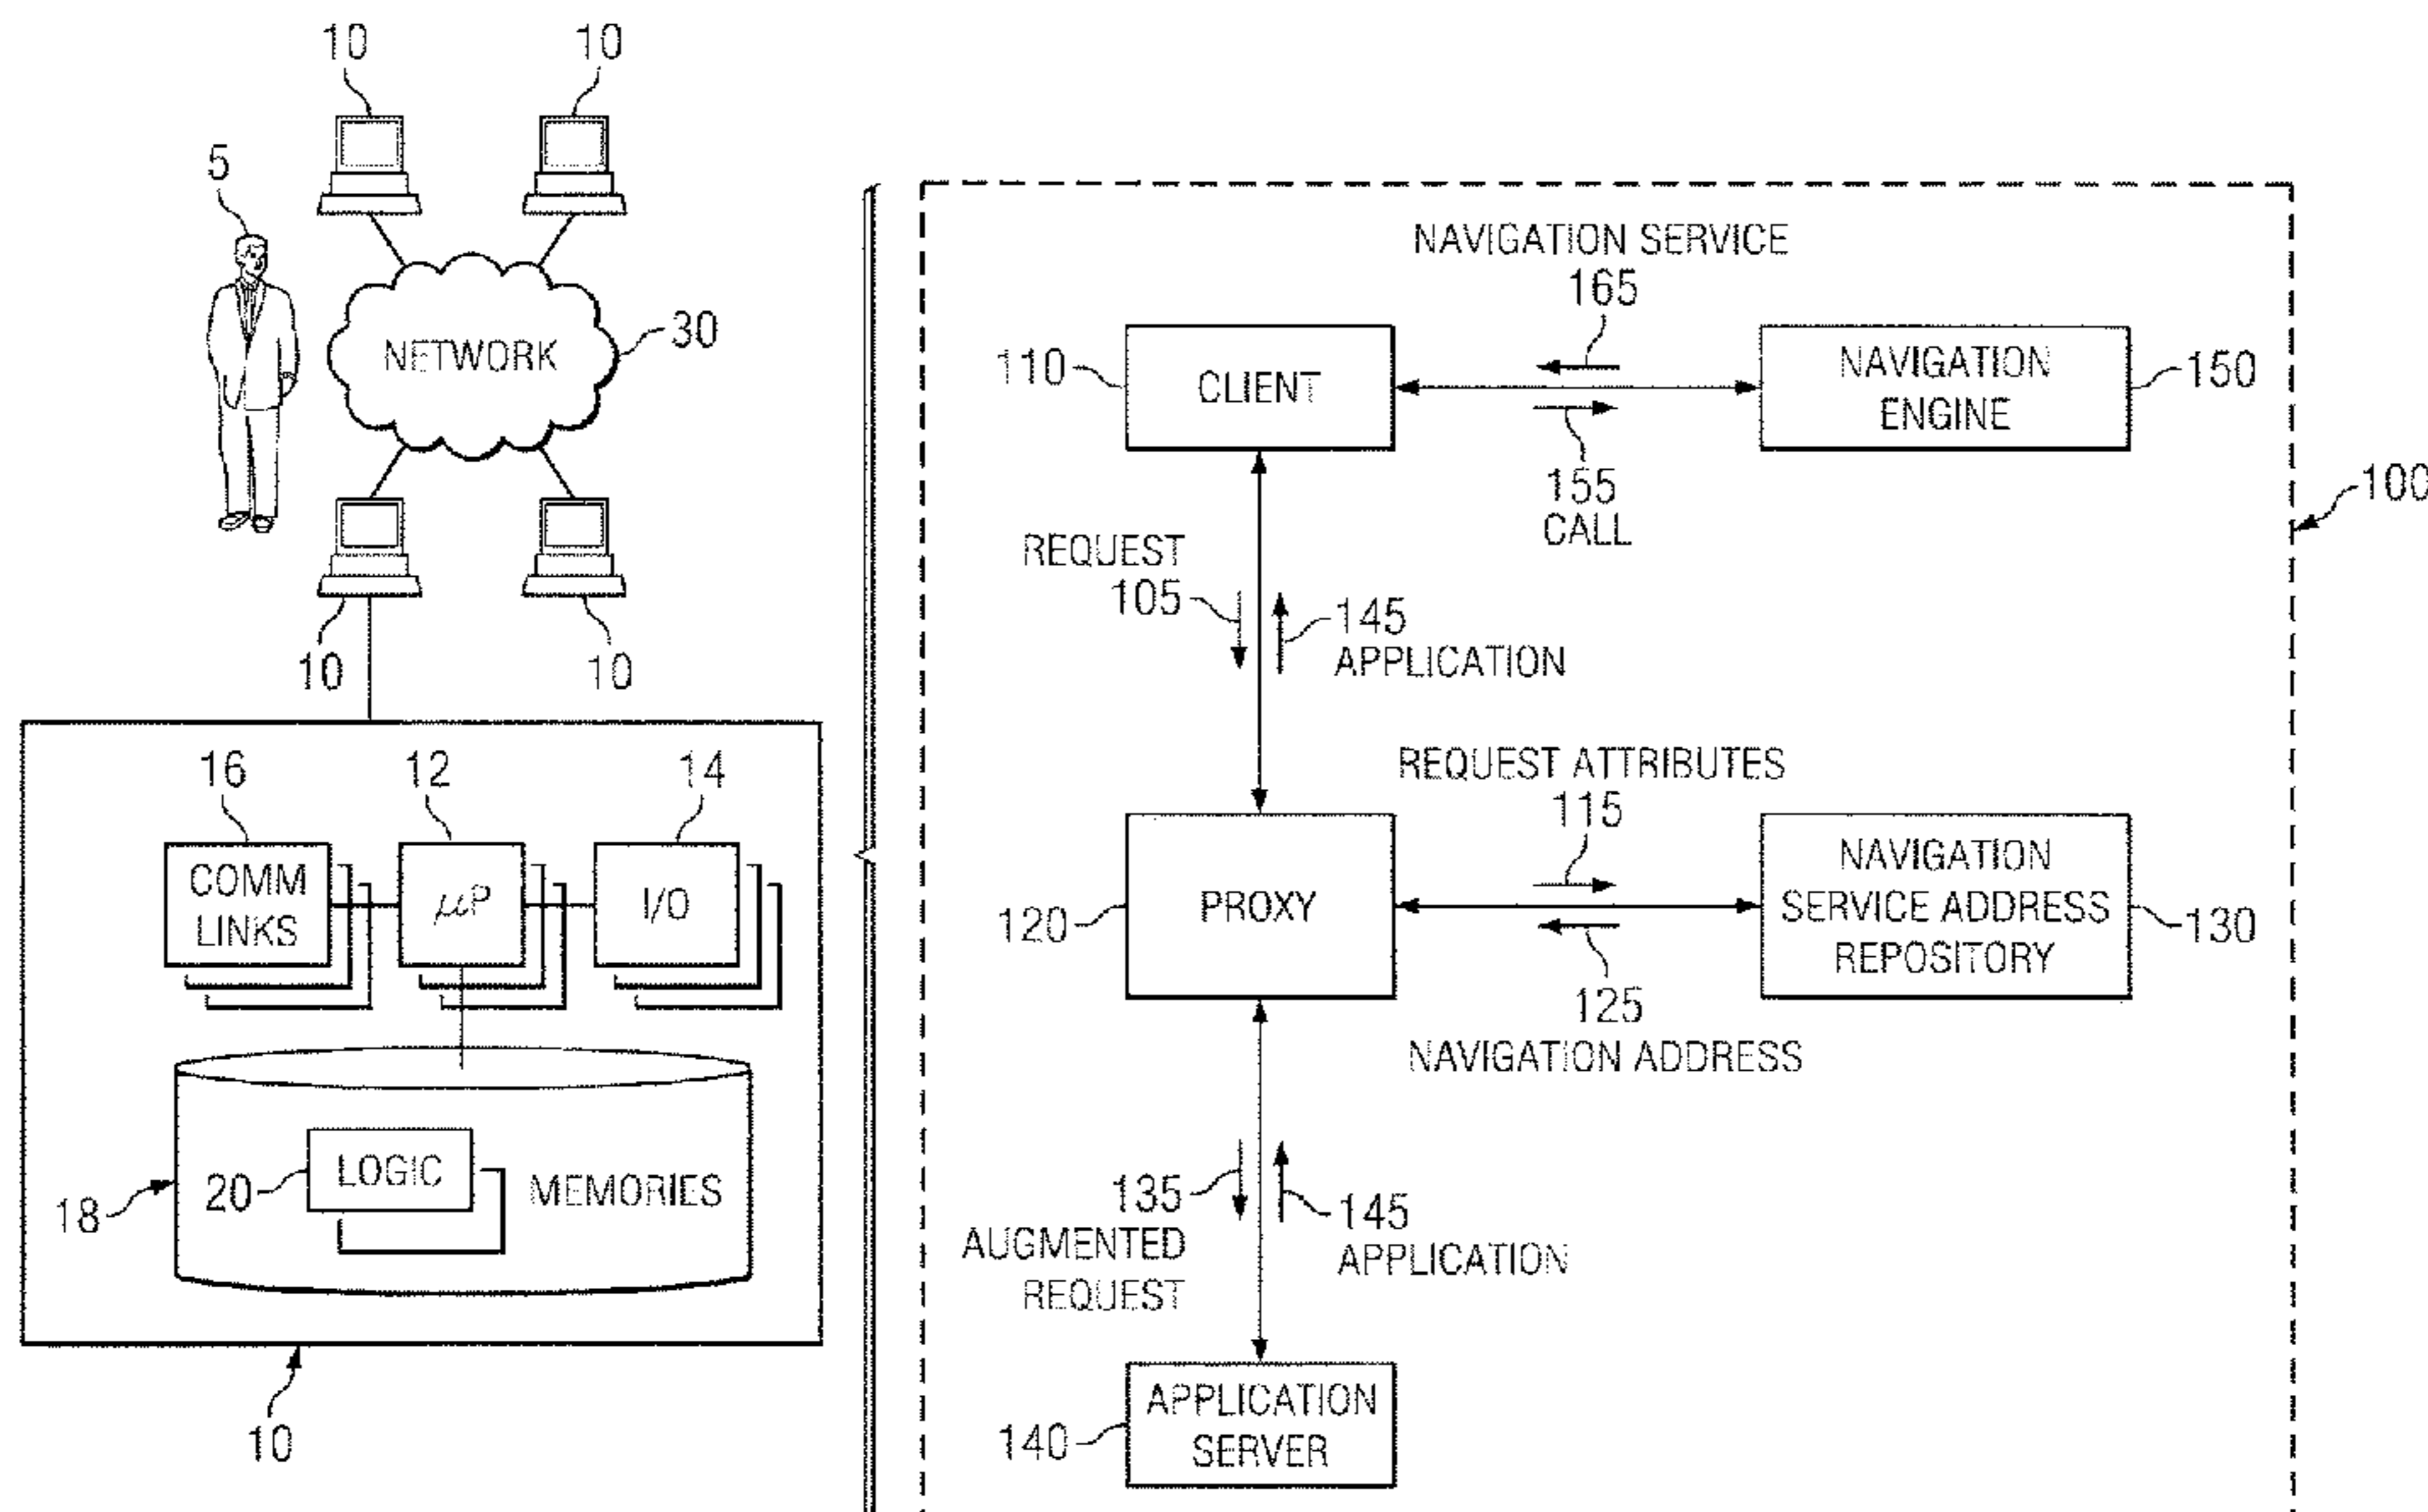 10
10
5
NETWORK
30
10
10
16
12
14
COMM
LINKS
μP
I/O
18
20
LOGIC
MEMORIES
10
NAVIGATION SERVICE
165
110
CLIENT
NAVIGATION
ENGINE
150
155
CALL
100
REQUEST
105
145
APPLICATION
REQUEST ATTRIBUTES
115
120
PROXY
NAVIGATION
SERVICE ADDRESS
REPOSITORY
130
125
NAVIGATION ADDRESS
135
AUGMENTED
REQUEST
145
APPLICATION
140
APPLICATION
SERVER